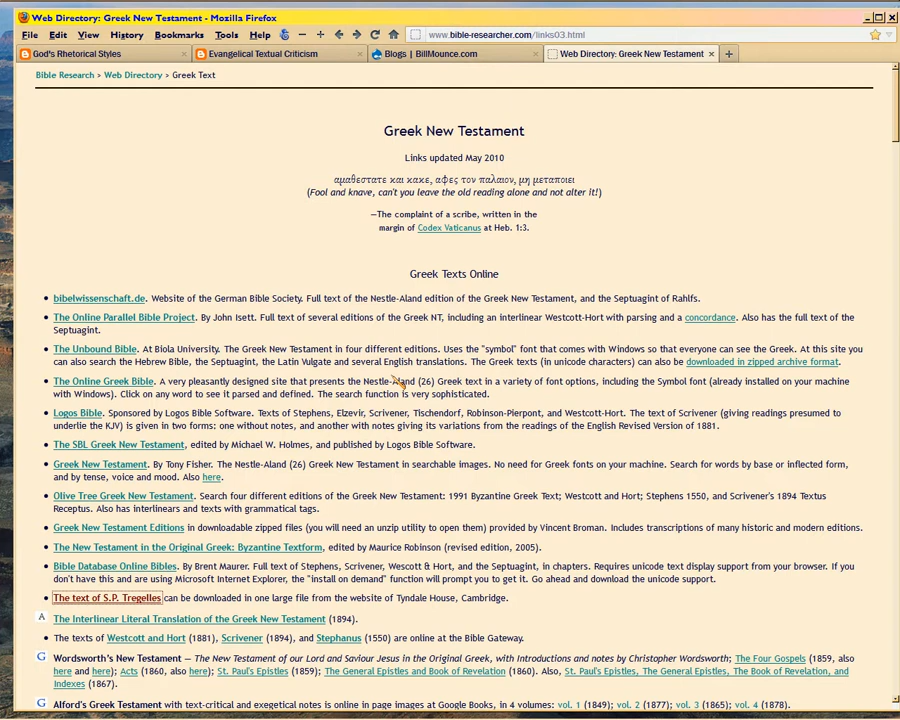 Web Directory: Greek New Testament - Mozilla Firefox
File Edit View History Bookmarks Tools Help www.bible-researcher.com/links03.html
God's Rhetorical Styles × Evangelical Textual Criticism × Blogs | BillMounce.com × Web Directory: Greek New Testament ×
Bible Research > Web Directory > Greek Text
Greek New Testament
Links updated May 2010
αμαθεστατε και κακε, αφες τον παλαιον, μη μεταποιει
(Fool and knave, can't you leave the old reading alone and not alter it!)
—The complaint of a scribe, written in the
margin of Codex Vaticanus at Heb. 1:3.
Greek Texts Online
• bibelwissenschaft.de. Website of the German Bible Society. Full text of the Nestle-Aland edition of the Greek New Testament, and the Septuagint of Rahlfs.
• The Online Parallel Bible Project. By John Isett. Full text of several editions of the Greek NT, including an interlinear Westcott-Hort with parsing and a concordance. Also has the full text of the
Septuagint.
• The Unbound Bible. At Biola University. The Greek New Testament in four different editions. Uses the "symbol" font that comes with Windows so that everyone can see the Greek. At this site you
can also search the Hebrew Bible, the Septuagint, the Latin Vulgate and several English translations. The Greek texts (in unicode characters) can also be downloaded in zipped archive format.
• The Online Greek Bible. A very pleasantly designed site that presents the Nestle-Aland (26) Greek text in a variety of font options, including the Symbol font (already installed on your machine
with Windows). Click on any word to see it parsed and defined. The search function is very sophisticated.
• Logos Bible. Sponsored by Logos Bible Software. Texts of Stephens, Elzevir, Scrivener, Tischendorf, Robinson-Pierpont, and Westcott-Hort. The text of Scrivener (giving readings presumed to
underlie the KJV) is given in two forms: one without notes, and another with notes giving its variations from the readings of the English Revised Version of 1881.
• The SBL Greek New Testament, edited by Michael W. Holmes, and published by Logos Bible Software.
• Greek New Testament. By Tony Fisher. The Nestle-Aland (26) Greek New Testament in searchable images. No need for Greek fonts on your machine. Search for words by base or inflected form,
and by tense, voice and mood. Also here.
• Olive Tree Greek New Testament. Search four different editions of the Greek New Testament: 1991 Byzantine Greek Text; Westcott and Hort; Stephens 1550, and Scrivener's 1894 Textus
Receptus. Also has interlinears and texts with grammatical tags.
• Greek New Testament Editions in downloadable zipped files (you will need an unzip utility to open them) provided by Vincent Broman. Includes transcriptions of many historic and modern editions.
• The New Testament in the Original Greek: Byzantine Textform, edited by Maurice Robinson (revised edition, 2005).
• Bible Database Online Bibles. By Brent Maurer. Full text of Stephens, Scrivener, Wescott & Hort, and the Septuagint, in chapters. Requires unicode text display support from your browser. If you
don't have this and are using Microsoft Internet Explorer, the "install on demand" function will prompt you to get it. Go ahead and download the unicode support.
• The text of S.P. Tregelles can be downloaded in one large file from the website of Tyndale House, Cambridge.
A The Interlinear Literal Translation of the Greek New Testament (1894).
• The texts of Westcott and Hort (1881), Scrivener (1894), and Stephanus (1550) are online at the Bible Gateway.
G Wordsworth's New Testament — The New Testament of our Lord and Saviour Jesus in the Original Greek, with Introductions and notes by Christopher Wordsworth; The Four Gospels (1859, also
here and here); Acts (1860, also here); St. Paul's Epistles (1859); The General Epistles and Book of Revelation (1860). Also, St. Paul's Epistles, The General Epistles, The Book of Revelation, and
Indexes (1867).
G Alford's Greek Testament with text-critical and exegetical notes is online in page images at Google Books, in 4 volumes: vol. 1 (1849); vol. 2 (1877); vol. 3 (1865); vol. 4 (1878).